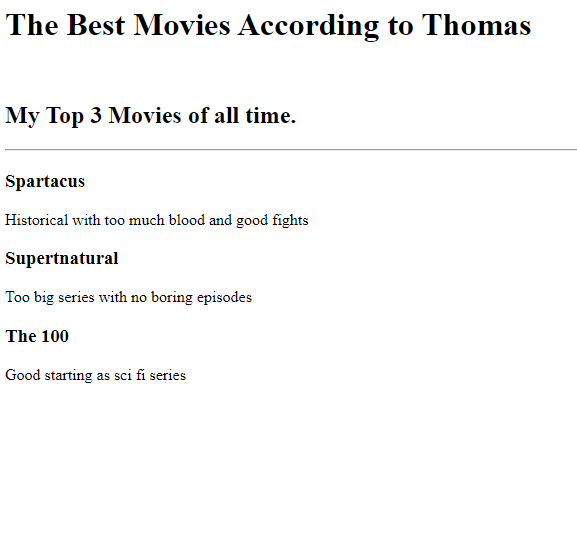 The Best Movies According to Thomas
My Top 3 Movies of all time.
Spartacus
Historical with too much blood and good fights
Supertnatural
Too big series with no boring episodes
The 100
Good starting as sci fi series